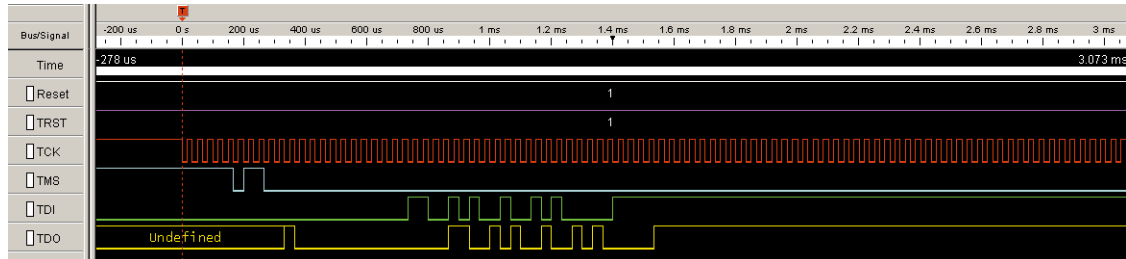 T
Bus/Signal -200 us 0 s 200 us 400 us 600 us 800 us 1 ms 1.2 ms 1.4 ms 1.6 ms 1.8 ms 2 ms 2.2 ms 2.4 ms 2.6 ms 2.8 ms 3 ms
Time -278 us 3.073 ms
Reset 1
TRST 1
TCK
TMS
TDI
TDO Undefined